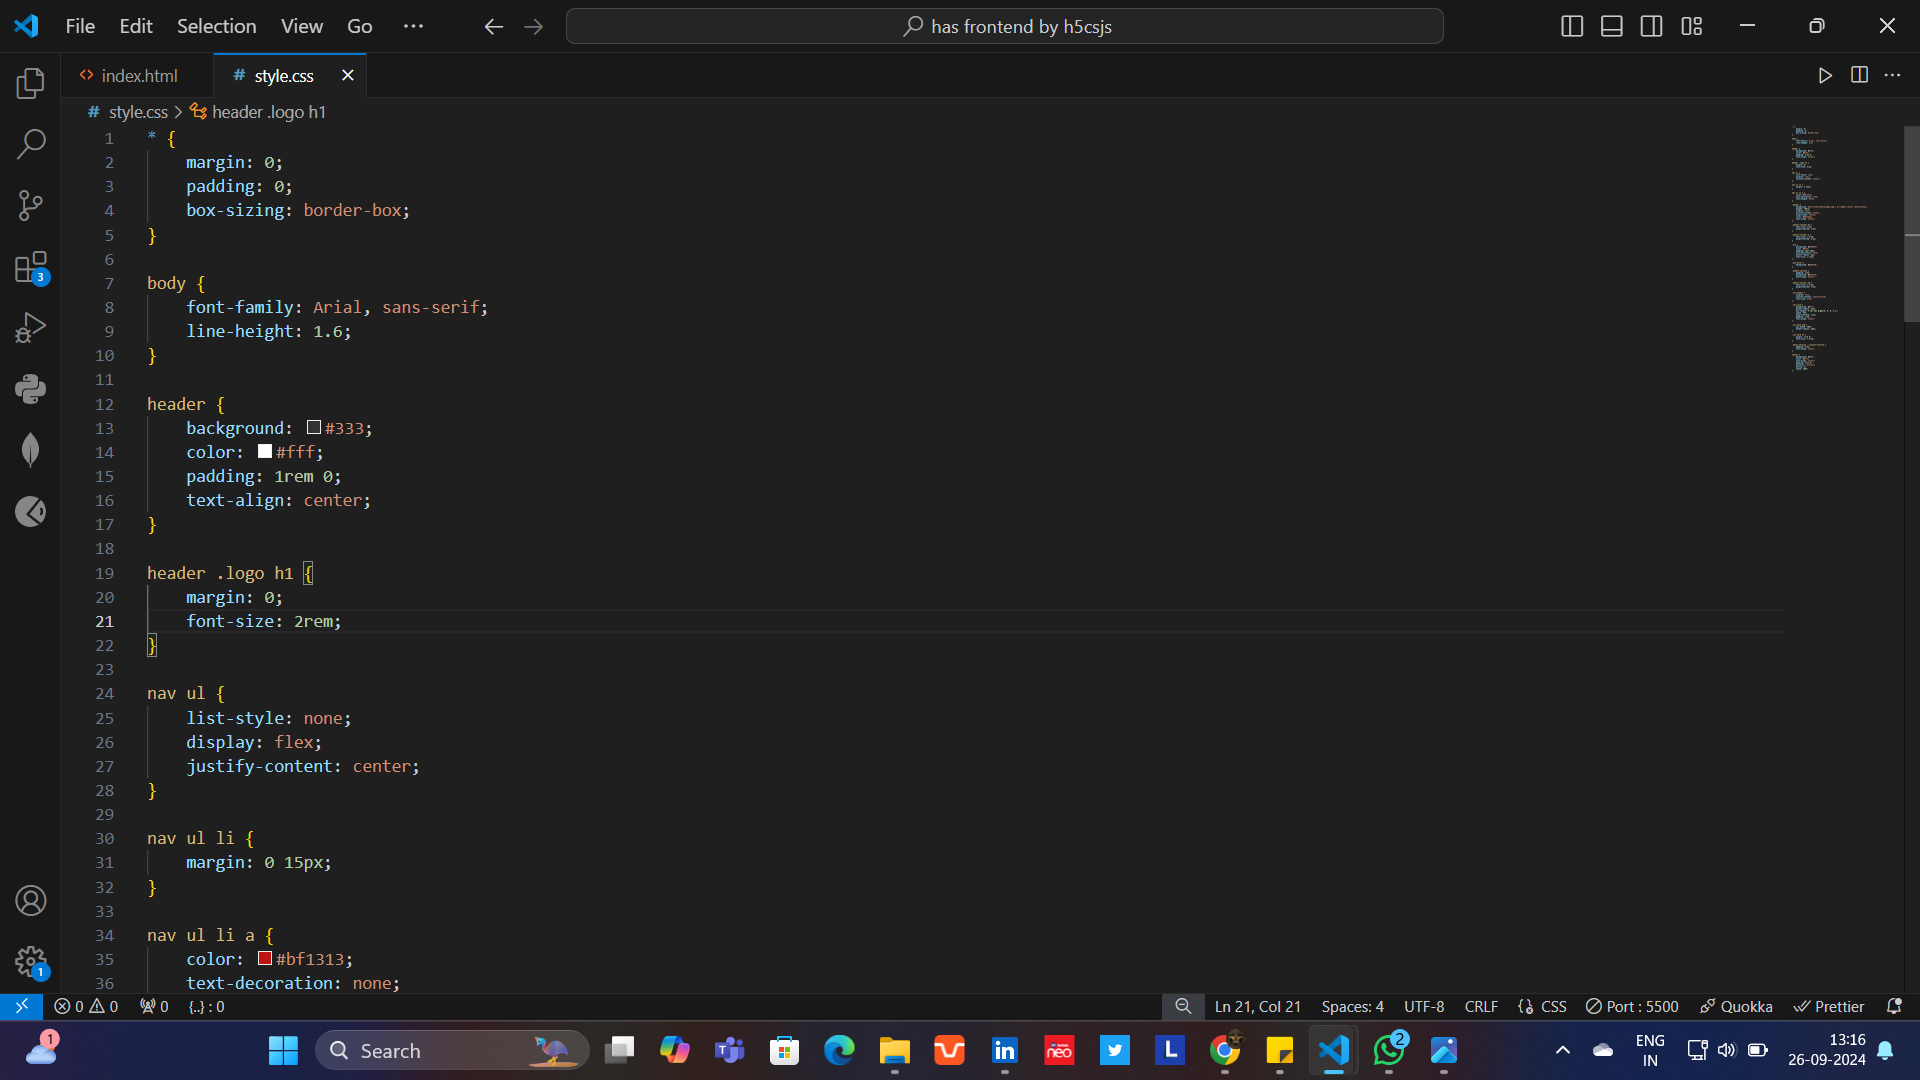 File Edit Selection View Go ··· has frontend by h5csjs
index.html # style.css
# style.css > header .logo h1
1 * {
2 margin: 0;
3 padding: 0;
4 box-sizing: border-box;
5 }
6
7 body {
8 font-family: Arial, sans-serif;
9 line-height: 1.6;
10 }
11
12 header {
13 background: #333;
14 color: #fff;
15 padding: 1rem 0;
16 text-align: center;
17 }
18
19 header .logo h1 {
20 margin: 0;
21 font-size: 2rem;
22 }
23
24 nav ul {
25 list-style: none;
26 display: flex;
27 justify-content: center;
28 }
29
30 nav ul li {
31 margin: 0 15px;
32 }
33
34 nav ul li a {
35 color: #bf1313;
36 text-decoration: none;
3
1
0 0 0 {..} : 0 Ln 21, Col 21 Spaces: 4 UTF-8 CRLF CSS Port : 5500 Quokka Prettier
1 Search T in neo L 2 ENG 13:16
IN 26-09-2024